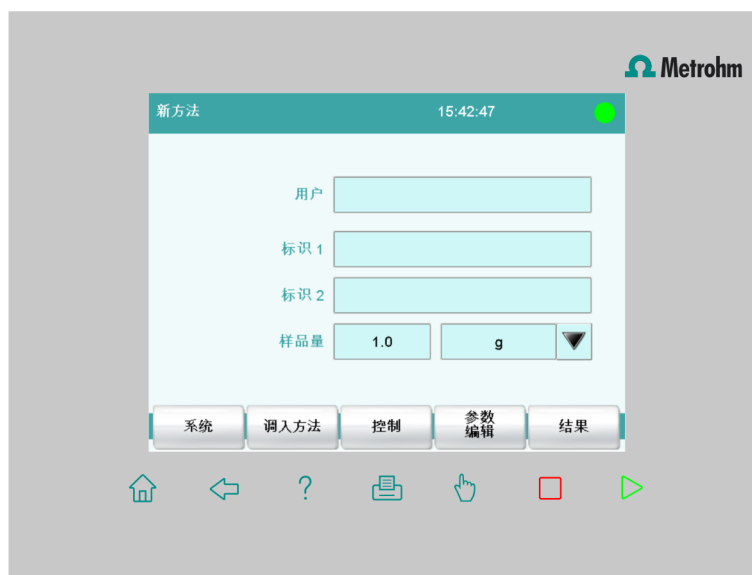 Metrohm
新方法 15:42:47
用户
标识 1
标识 2
样品量 1.0 g
系统 调入方法 控制 参数编辑 结果
?